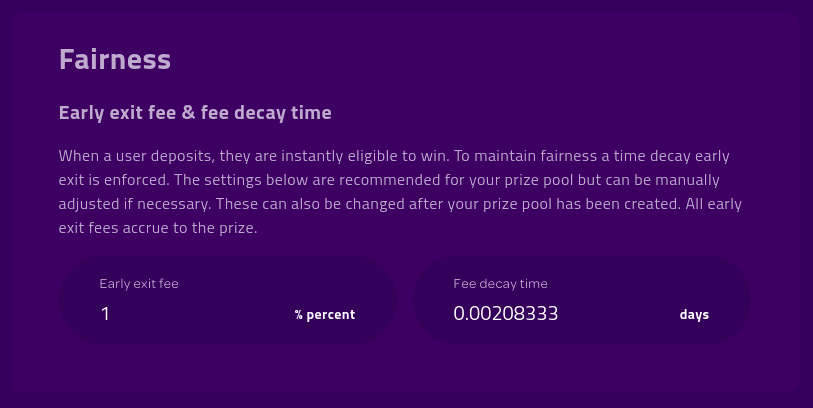 Fairness
Early exit fee & fee decay time
When a user deposits, they are instantly eligible to win. To maintain fairness a time decay early
exit is enforced. The settings below are recommended for your prize pool but can be manually
adjusted if necessary. These can also be changed after your prize pool has been created. All early
exit fees accrue to the prize.
Early exit fee
1 % percent
Fee decay time
0.00208333 days